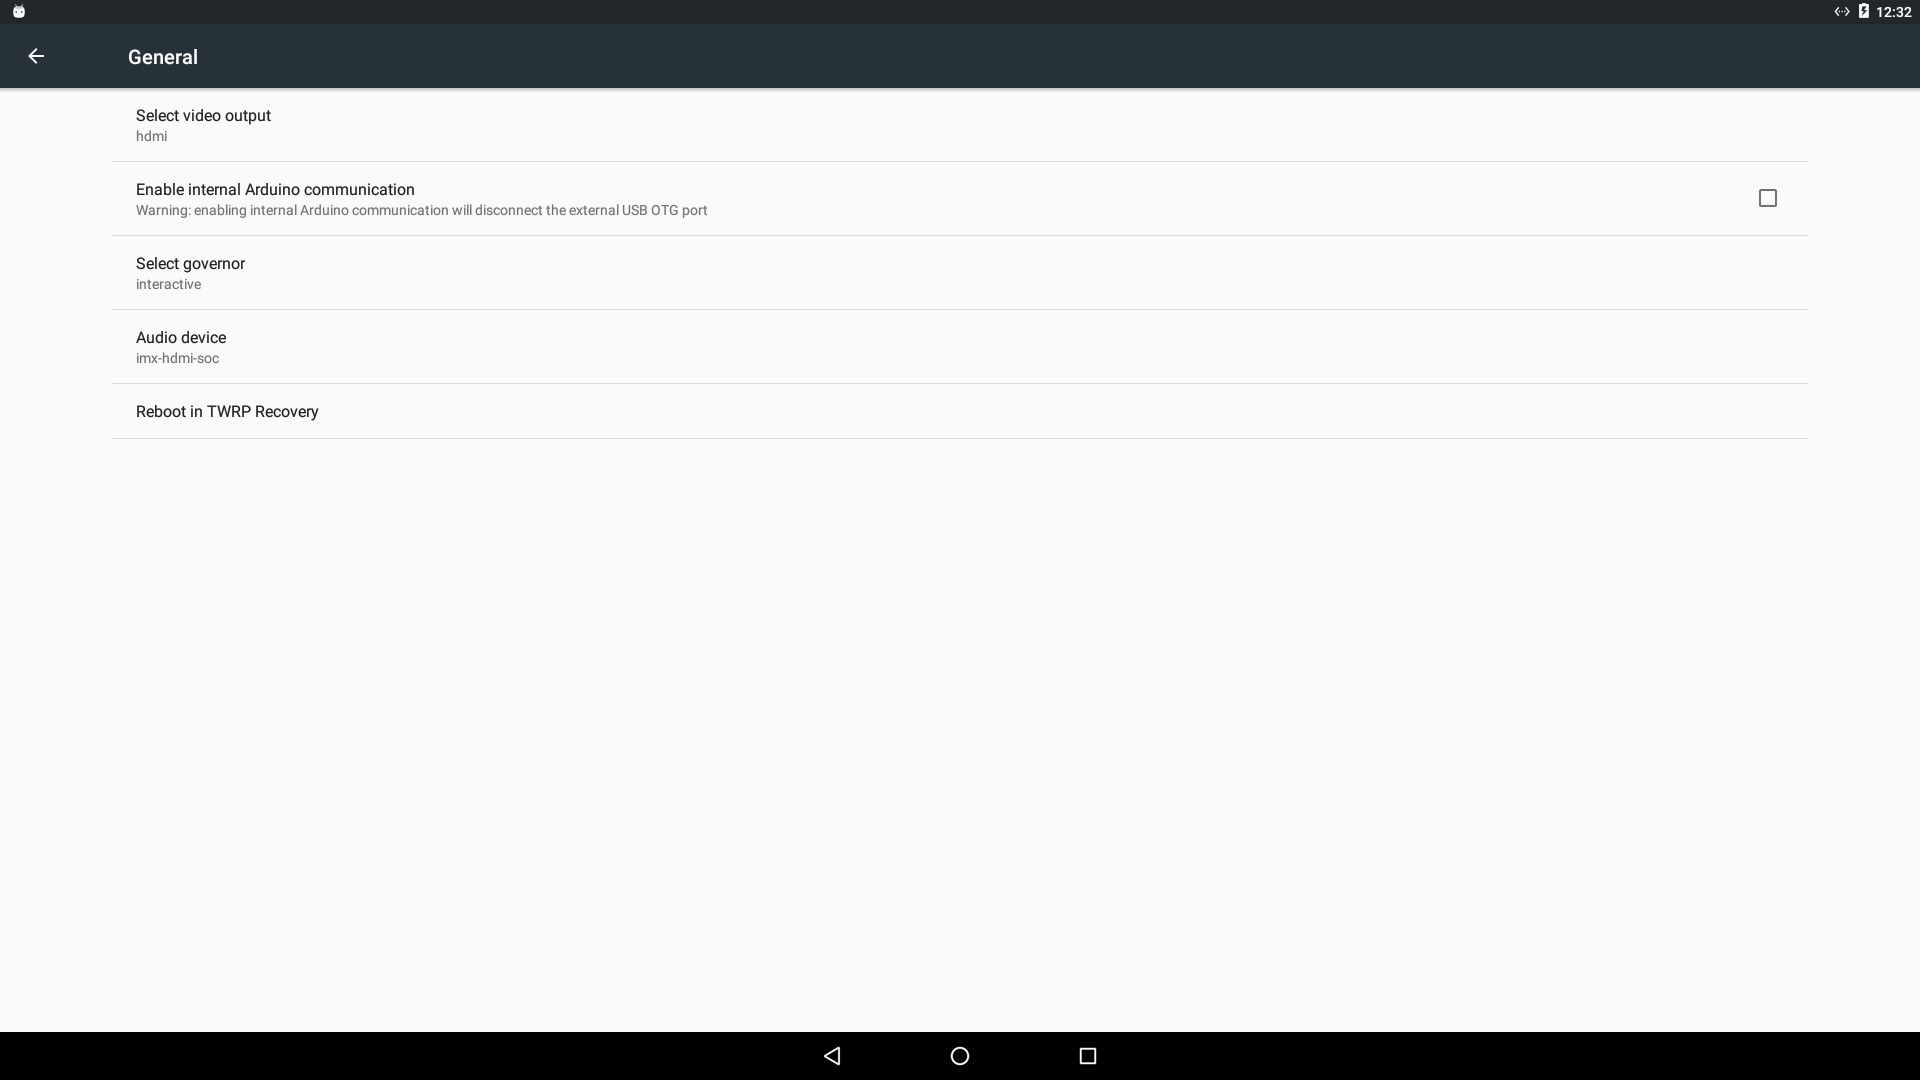 12:32
General
Select video output
hdmi
Enable internal Arduino communication
Warning: enabling internal Arduino communication will disconnect the external USB OTG port
Select governor
interactive
Audio device
imx-hdmi-soc
Reboot in TWRP Recovery